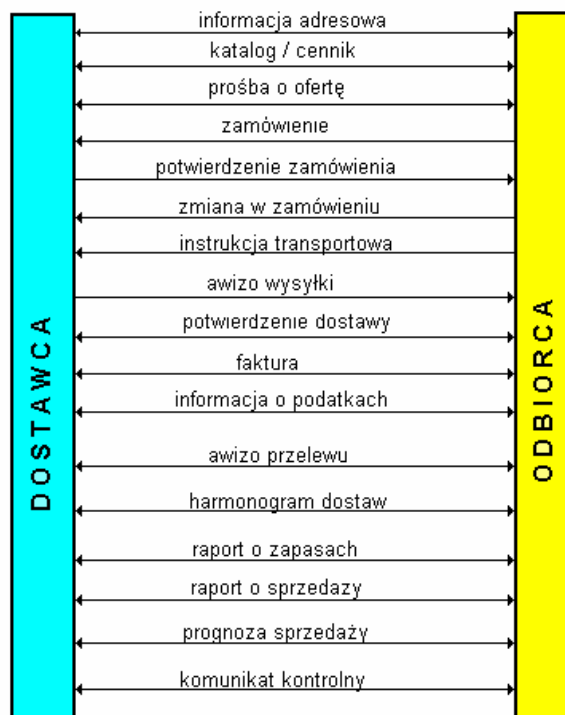 informacja adresowa
katalog / cennik
prośba o ofertę
zamówienie
potwierdzenie zamówienia
zmiana w zamówieniu
instrukcja transportowa
awizo wysyłki
potwierdzenie dostawy
faktura
informacja o podatkach
awizo przelewu
harmonogram dostaw
raport o zapasach
raport o sprzedazy
prognoza sprzedaży
komunikat kontrolny
DOSTAWCA
ODBIORCA